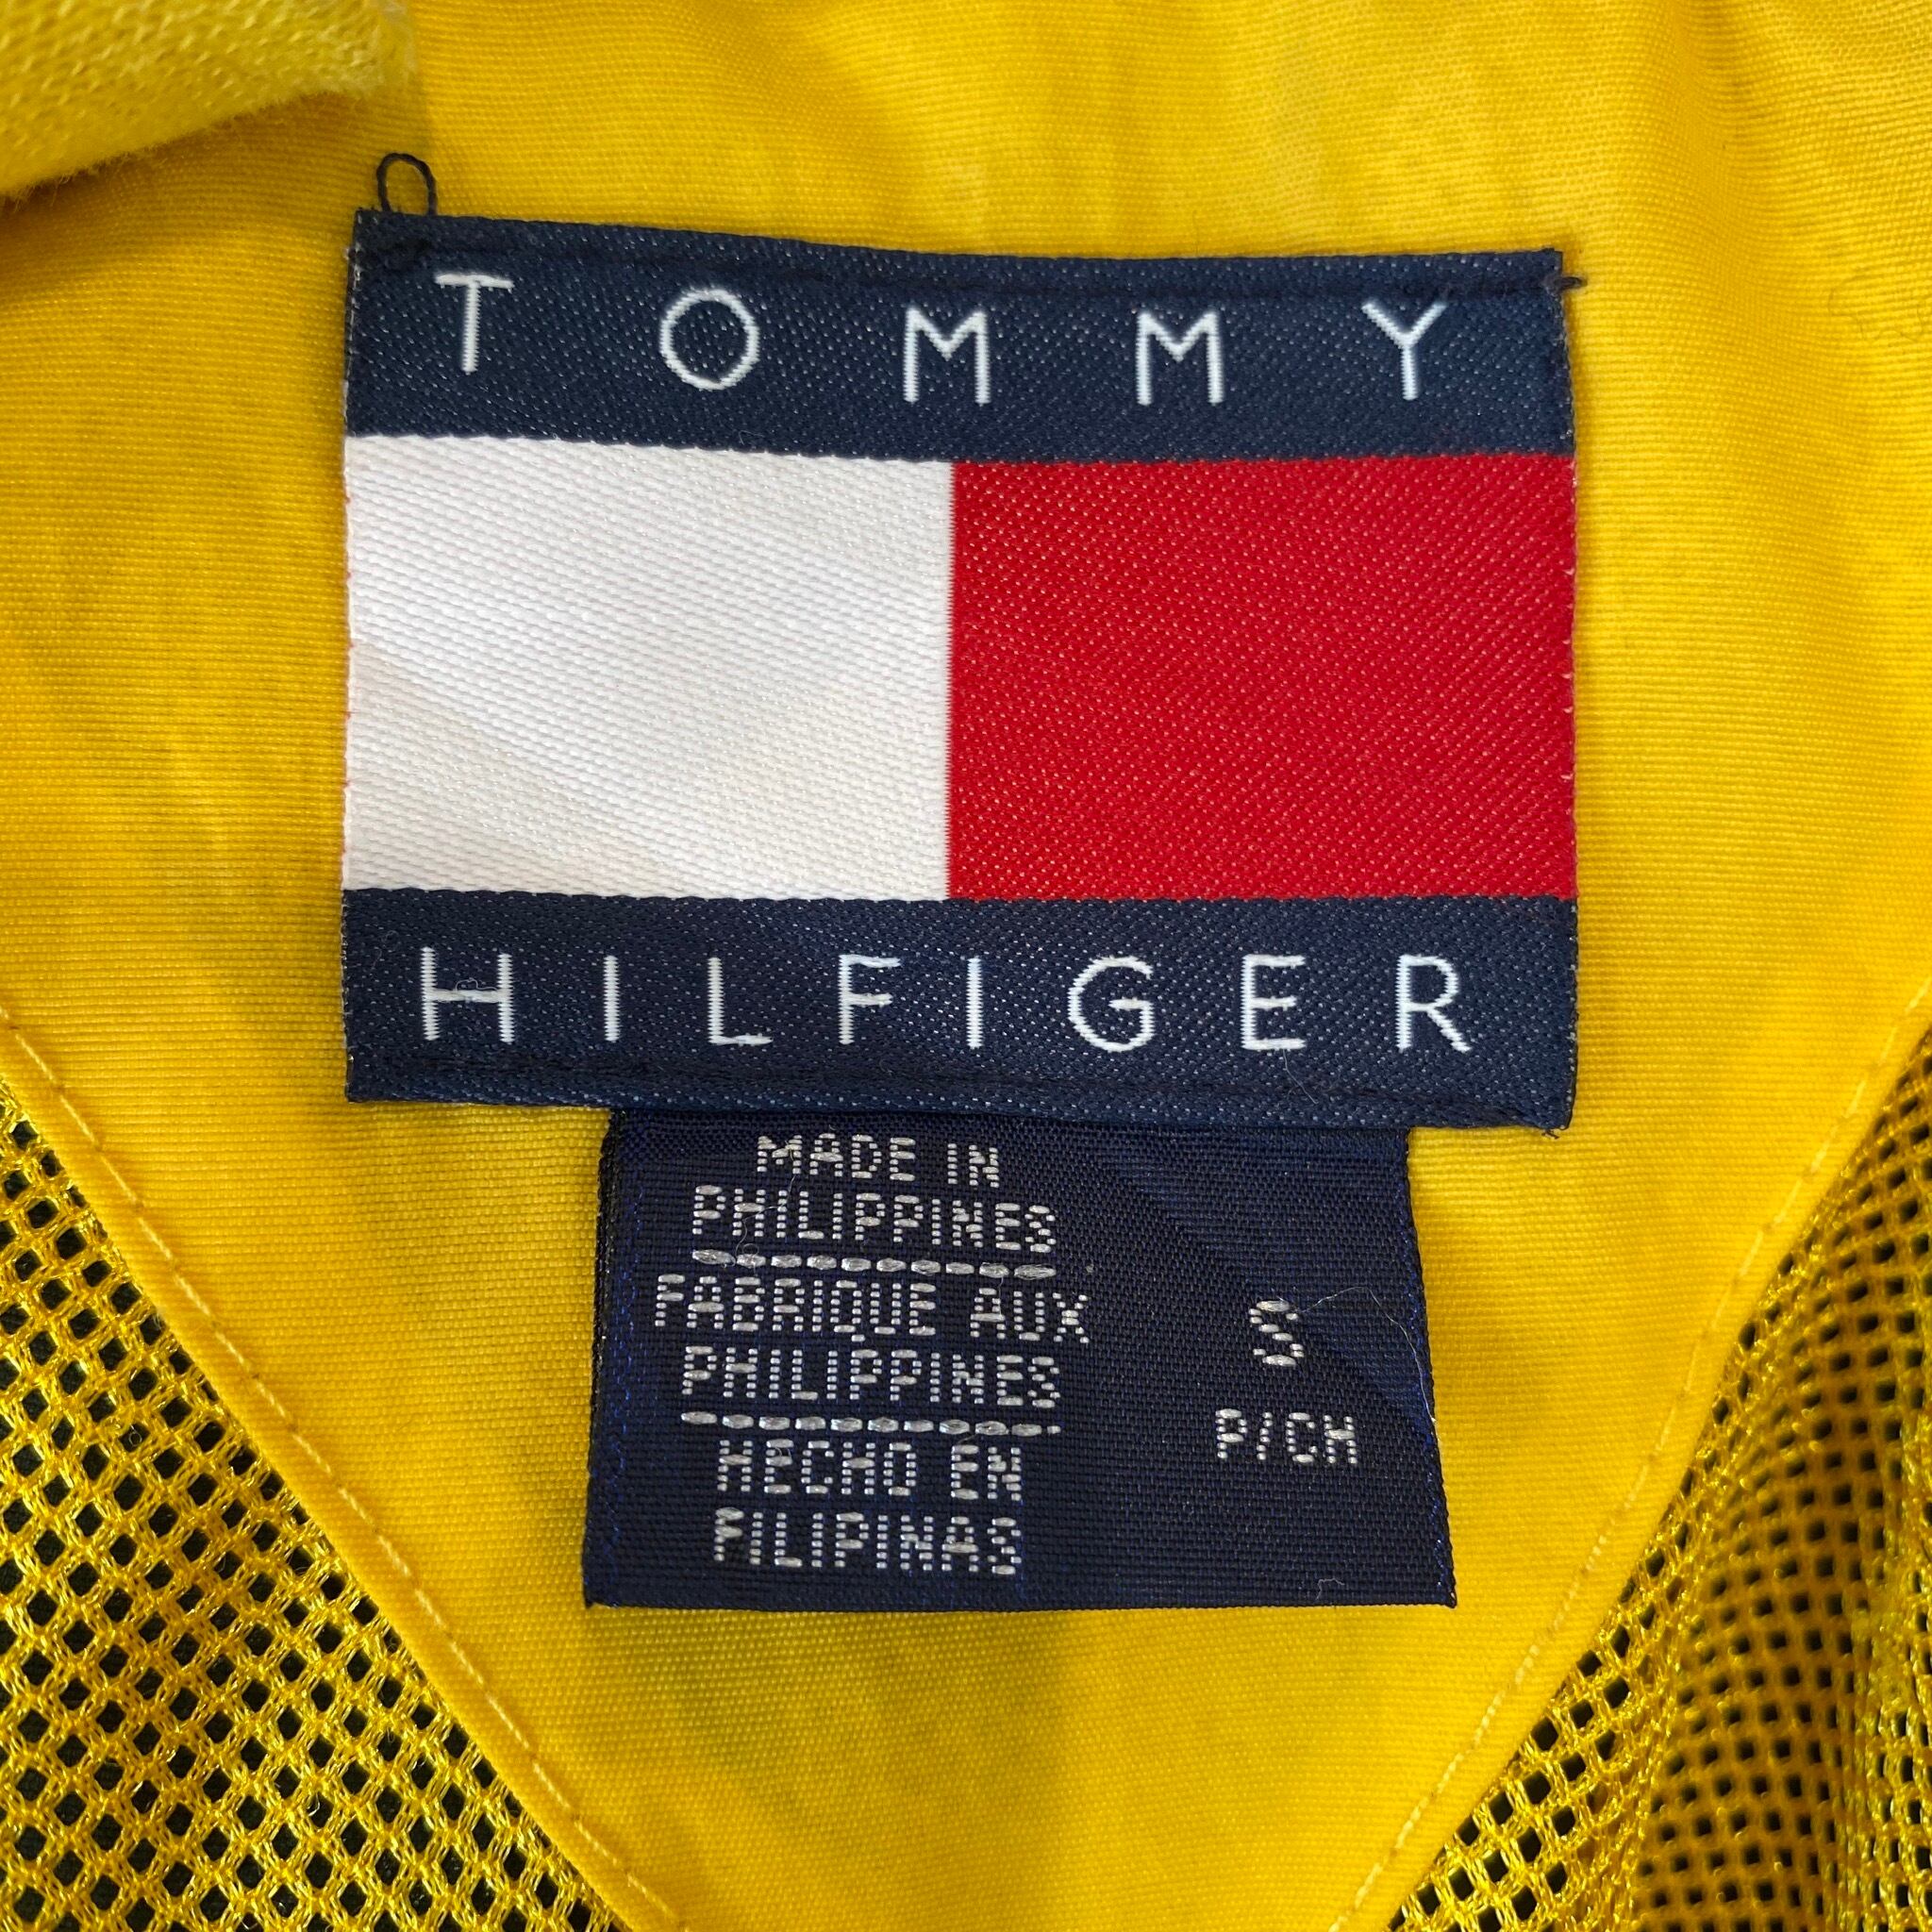 TOMMY
HILFIGER
MADE IN
PHILIPPINES
FABRIQUE AUX
PHILIPPINES
HECHO EN
FILIPINAS
S
P/CH